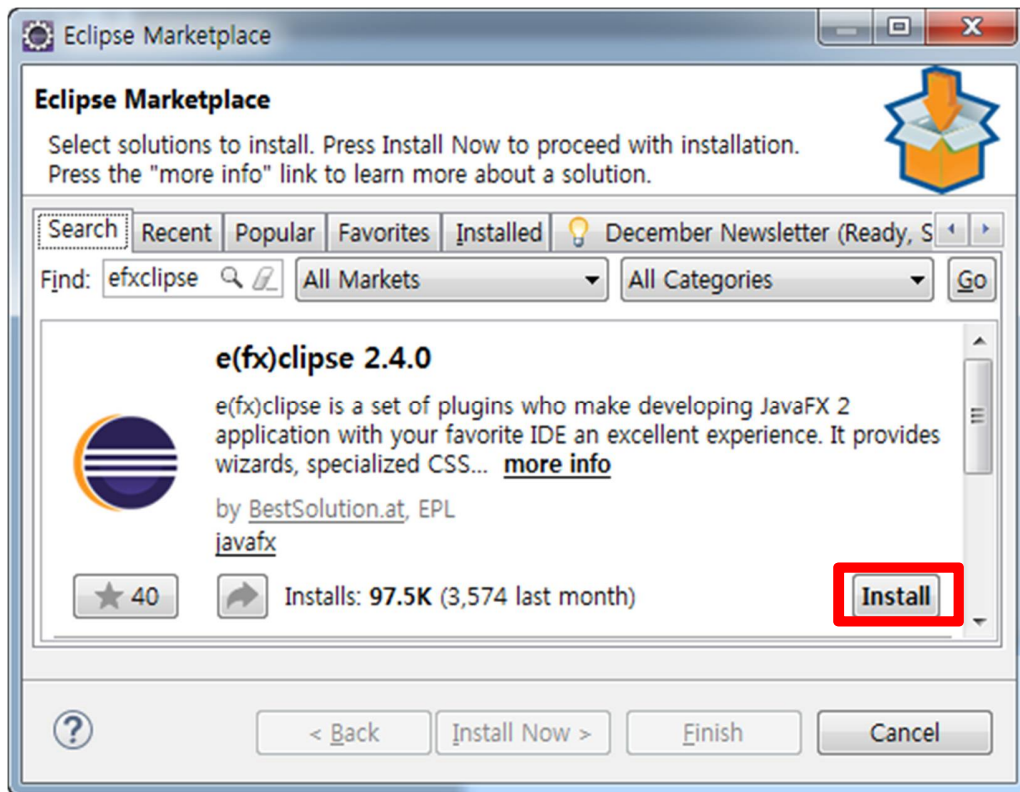 Eclipse Marketplace
Eclipse Marketplace
Select solutions to install. Press Install Now to proceed with installation.
Press the "more info" link to learn more about a solution.
Search Recent Popular Favorites Installed December Newsletter (Ready, S
Find: efxclipse All Markets All Categories Go
e(fx)clipse 2.4.0
e(fx)clipse is a set of plugins who make developing JavaFX 2
application with your favorite IDE an excellent experience. It provides
wizards, specialized CSS... more info
by BestSolution.at, EPL
javafx
40 Installs: 97.5K (3,574 last month) Install
? < Back Install Now > Finish Cancel